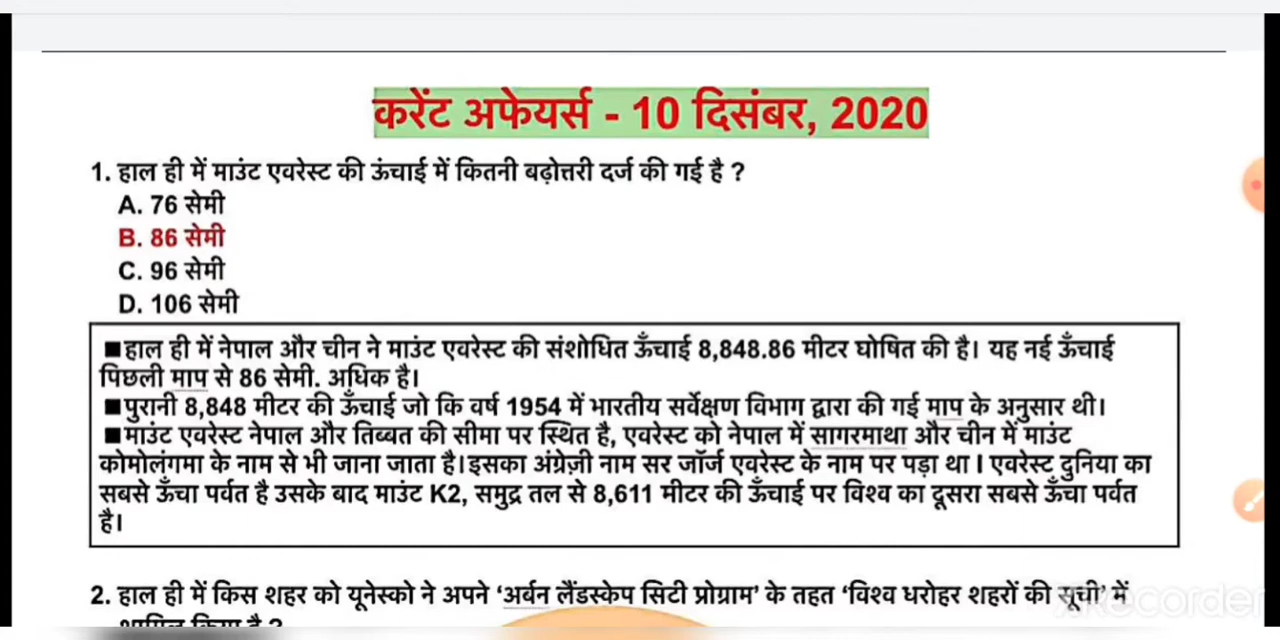 करेंट अफेयर्स - 10 दिसंबर, 2020
1. हाल ही में माउंट एवरेस्ट की ऊंचाई में कितनी बढ़ोत्तरी दर्ज की गई है ?
A. 76 सेमी
B. 86 सेमी
C. 96 सेमी
D. 106 सेमी
■हाल ही में नेपाल और चीन ने माउंट एवरेस्ट की संशोधित ऊँचाई 8,848.86 मीटर घोषित की है। यह नई ऊँचाई
पिछली माप से 86 सेमी. अधिक है।
■पुरानी 8,848 मीटर की ऊँचाई जो कि वर्ष 1954 में भारतीय सर्वेक्षण विभाग द्वारा की गई माप के अनुसार थी।
■माउंट एवरेस्ट नेपाल और तिब्बत की सीमा पर स्थित है, एवरेस्ट को नेपाल में सागरमाथा और चीन में माउंट
कोमोलंगमा के नाम से भी जाना जाता है।इसका अंग्रेज़ी नाम सर जॉर्ज एवरेस्ट के नाम पर पड़ा था । एवरेस्ट दुनिया का
सबसे ऊँचा पर्वत है उसके बाद माउंट K2, समुद्र तल से 8,611 मीटर की ऊँचाई पर विश्व का दूसरा सबसे ऊँचा पर्वत
है।
2. हाल ही में किस शहर को यूनेस्को ने अपने ‘अर्बन लैंडस्केप सिटी प्रोग्राम’ के तहत ‘विश्व धरोहर शहरों की सूची’ में
शामिल किया है ?
XRecorder